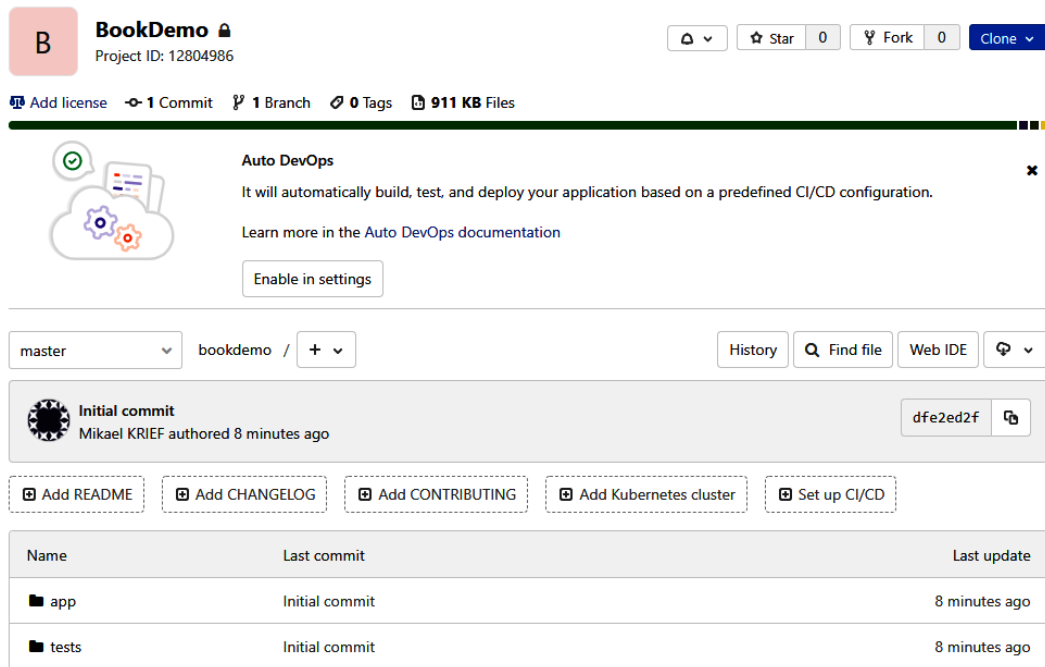 B
BookDemo
Project ID: 12804986
Star 0
Fork 0
Clone
Add license 1 Commit 1 Branch 0 Tags 911 KB Files
Auto DevOps
It will automatically build, test, and deploy your application based on a predefined CI/CD configuration.
Learn more in the Auto DevOps documentation
Enable in settings
master bookdemo / + History Find file Web IDE
Initial commit
Mikael KRIEF authored 8 minutes ago
dfe2ed2f
Add README Add CHANGELOG Add CONTRIBUTING Add Kubernetes cluster Set up CI/CD
Name Last commit Last update
app Initial commit 8 minutes ago
tests Initial commit 8 minutes ago